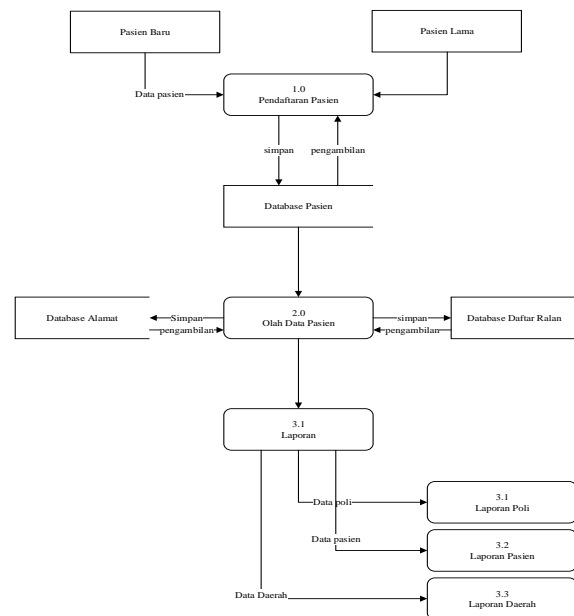 Pasien Baru
Pasien Lama
1.0
Pendaftaran Pasien
Data pasien
simpan
pengambilan
Database Pasien
Database Alamat
Simpan
pengambilan
2.0
Olah Data Pasien
simpan
pengambilan
Database Daftar Ralan
3.1
Laporan
Data poli
3.1
Laporan Poli
Data pasien
3.2
Laporan Pasien
Data Daerah
3.3
Laporan Daerah